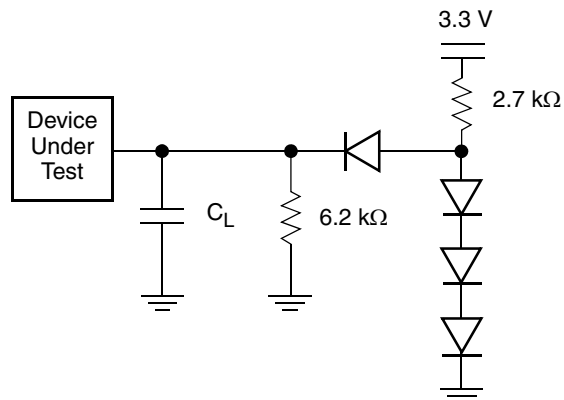 3.3 V
2.7 kΩ
Device
Under
Test
C_L
6.2 kΩ